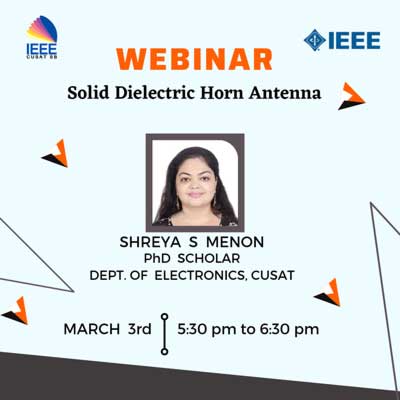 IEEE
CUSAT SB
IEEE
WEBINAR
Solid Dielectric Horn Antenna
SHREYA S MENON
PhD SCHOLAR
DEPT. OF ELECTRONICS, CUSAT
MARCH 3rd
5:30 pm to 6:30 pm